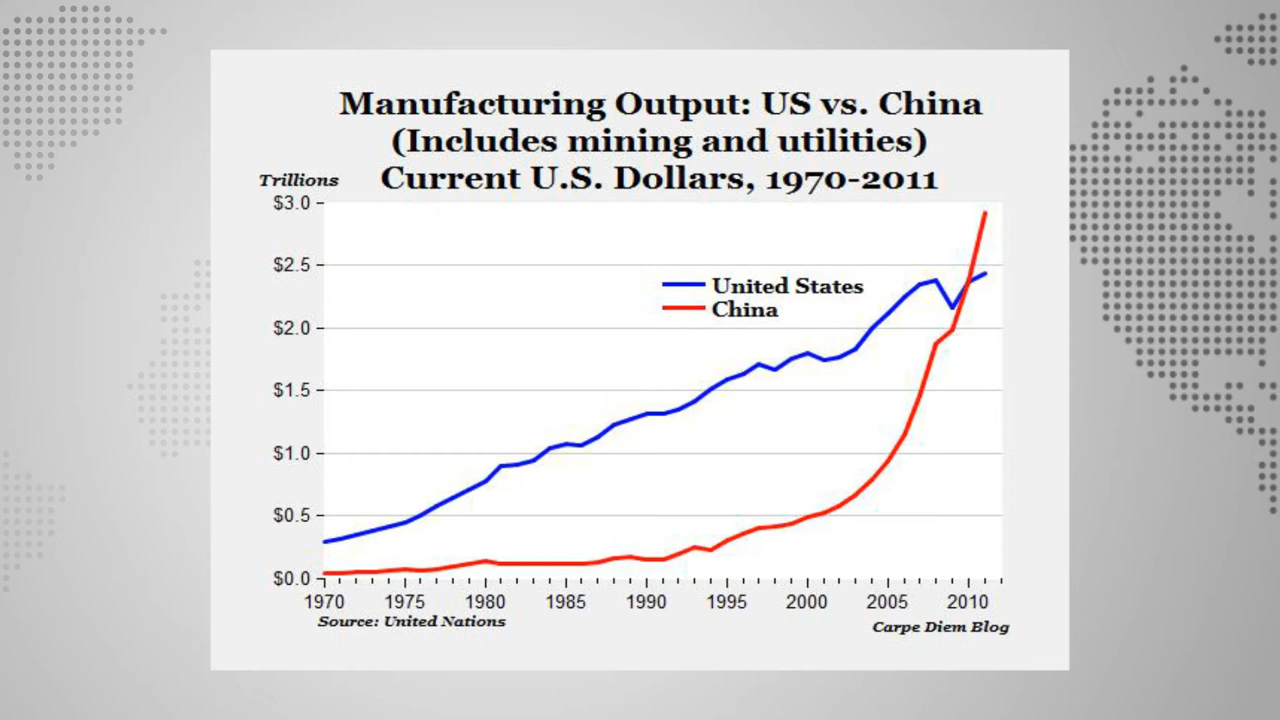 Manufacturing Output: US vs. China
(Includes mining and utilities)
Current U.S. Dollars, 1970-2011
Trillions
$3.0
$2.5
$2.0
$1.5
$1.0
$0.5
$0.0
United States
China
1970 1975 1980 1985 1990 1995 2000 2005 2010
Source: United Nations
Carpe Diem Blog